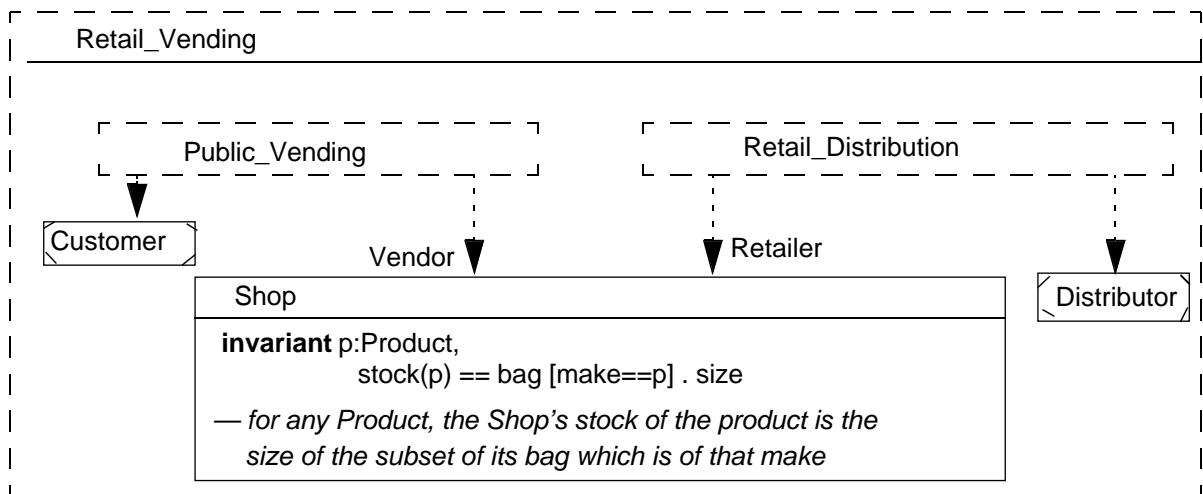 Retail_Vending
Public_Vending
Retail_Distribution
Customer
Vendor
Retailer
Distributor
Shop
invariant p:Product,
stock(p) == bag [make==p] . size
— for any Product, the Shop’s stock of the product is the
size of the subset of its bag which is of that make